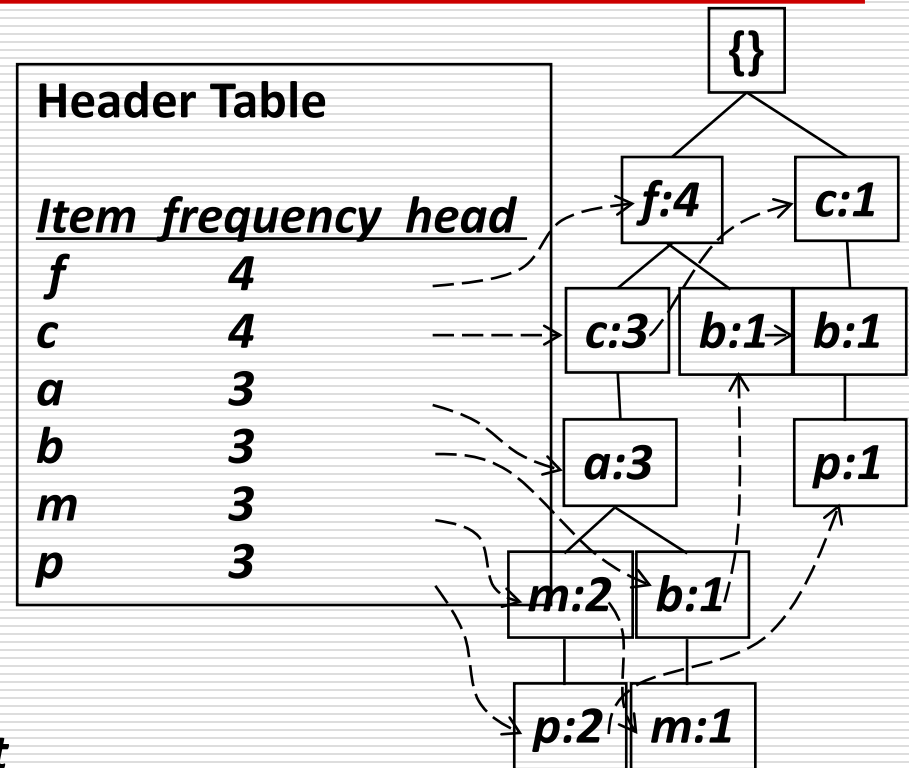 Header Table
Item frequency head
f 4
c 4
a 3
b 3
m 3
p 3
{}
f:4 c:1
c:3 b:1 b:1
a:3 p:1
m:2 b:1
p:2 m:1
t